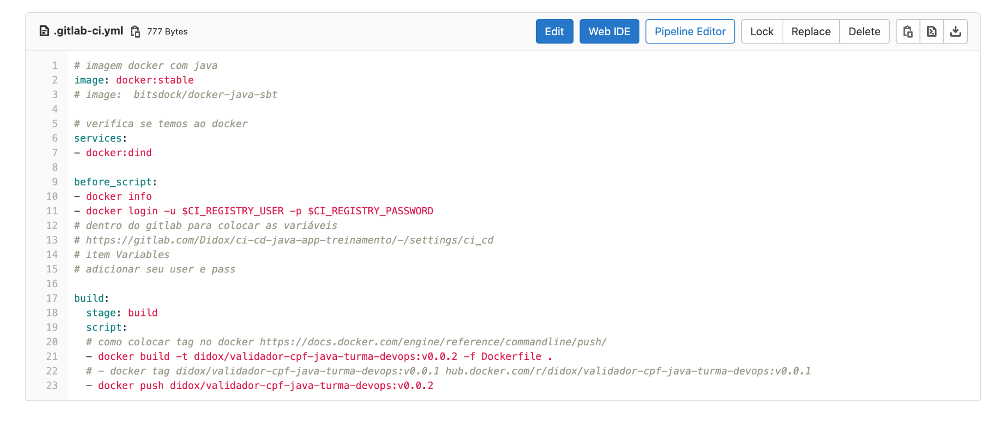 .gitlab-ci.yml 777 Bytes Edit Web IDE Pipeline Editor Lock Replace Delete
1 # imagem docker com java
2 image: docker:stable
3 # image:  bitsdock/docker-java-sbt
4
5 # verifica se temos ao docker
6 services:
7 - docker:dind
8
9 before_script:
10 - docker info
11 - docker login -u $CI_REGISTRY_USER -p $CI_REGISTRY_PASSWORD
12 # dentro do gitlab para colocar as variáveis
13 # https://gitlab.com/Didox/ci-cd-java-app-treinamento/-/settings/ci_cd
14 # item Variables
15 # adicionar seu user e pass
16
17 build:
18   stage: build
19   script:
20   # como colocar tag no docker https://docs.docker.com/engine/reference/commandline/push/
21   - docker build -t didox/validador-cpf-java-turma-devops:v0.0.2 -f Dockerfile .
22   # - docker tag didox/validador-cpf-java-turma-devops:v0.0.1 hub.docker.com/r/didox/validador-cpf-java-turma-devops:v0.0.1
23   - docker push didox/validador-cpf-java-turma-devops:v0.0.2